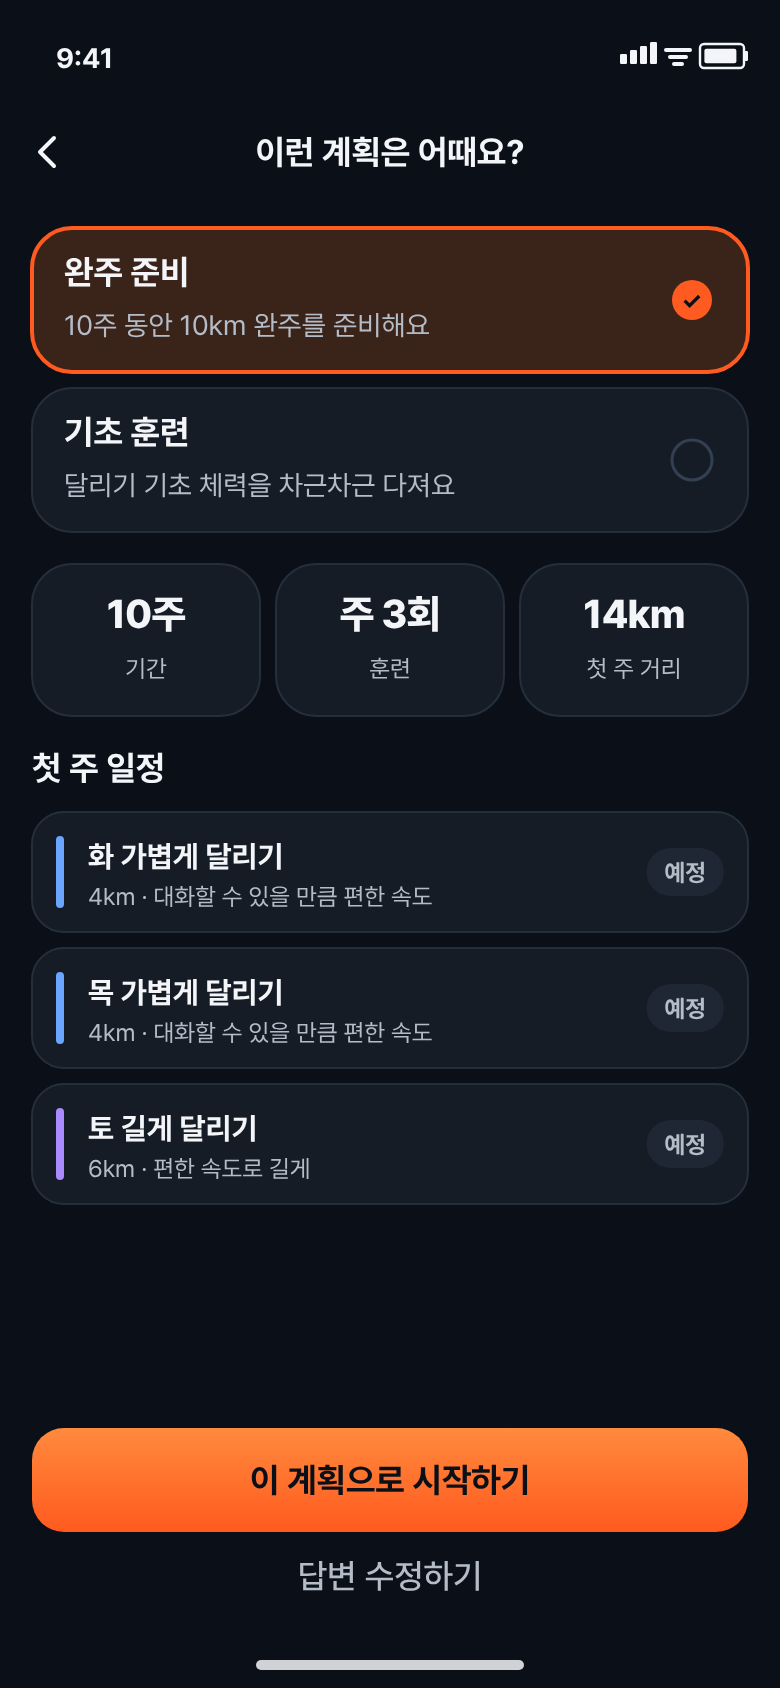 9:41
이런 계획은 어때요?
완주 준비
10주 동안 10km 완주를 준비해요
기초 훈련
달리기 기초 체력을 차근차근 다져요
10주
기간
주 3회
훈련
14km
첫 주 거리
첫 주 일정
화 가볍게 달리기
4km · 대화할 수 있을 만큼 편한 속도
예정
목 가볍게 달리기
4km · 대화할 수 있을 만큼 편한 속도
예정
토 길게 달리기
6km · 편한 속도로 길게
예정
이 계획으로 시작하기
답변 수정하기